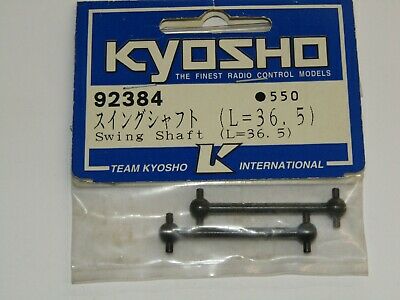 KYOSHO
THE FINEST RADIO CONTROL MODELS
92384 ●550
スイングシャフト (L=36.5)
Swing Shaft (L=36.5)
TEAM KYOSHO K INTERNATIONAL